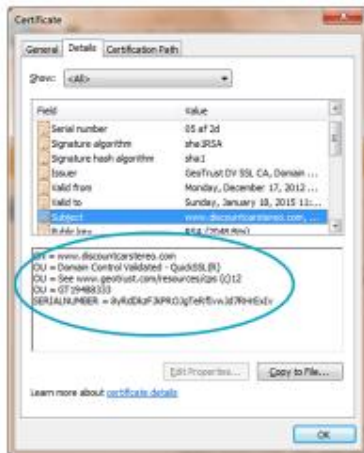 Certificate
General Details Certification Path
Show: <All>
Field Value
Serial number 05 af 2d
Signature algorithm sha1RSA
Signature hash algorithm sha1
Issuer GeoTrust DV SSL CA, Domain ...
Valid from Monday, December 17, 2012 ...
Valid to Sunday, January 18, 2015 11:...
Subject www.discountcarstereo.com ...
Public key RSA (2048 Bits)
CN = www.discountcarstereo.com
OU = Domain Control Validated - QuickSSL(R)
OU = See www.geotrust.com/resources/cps (c)12
OU = GT19488333
SERIALNUMBER =
Edit Properties... Copy to File...
Learn more about certificate details
OK